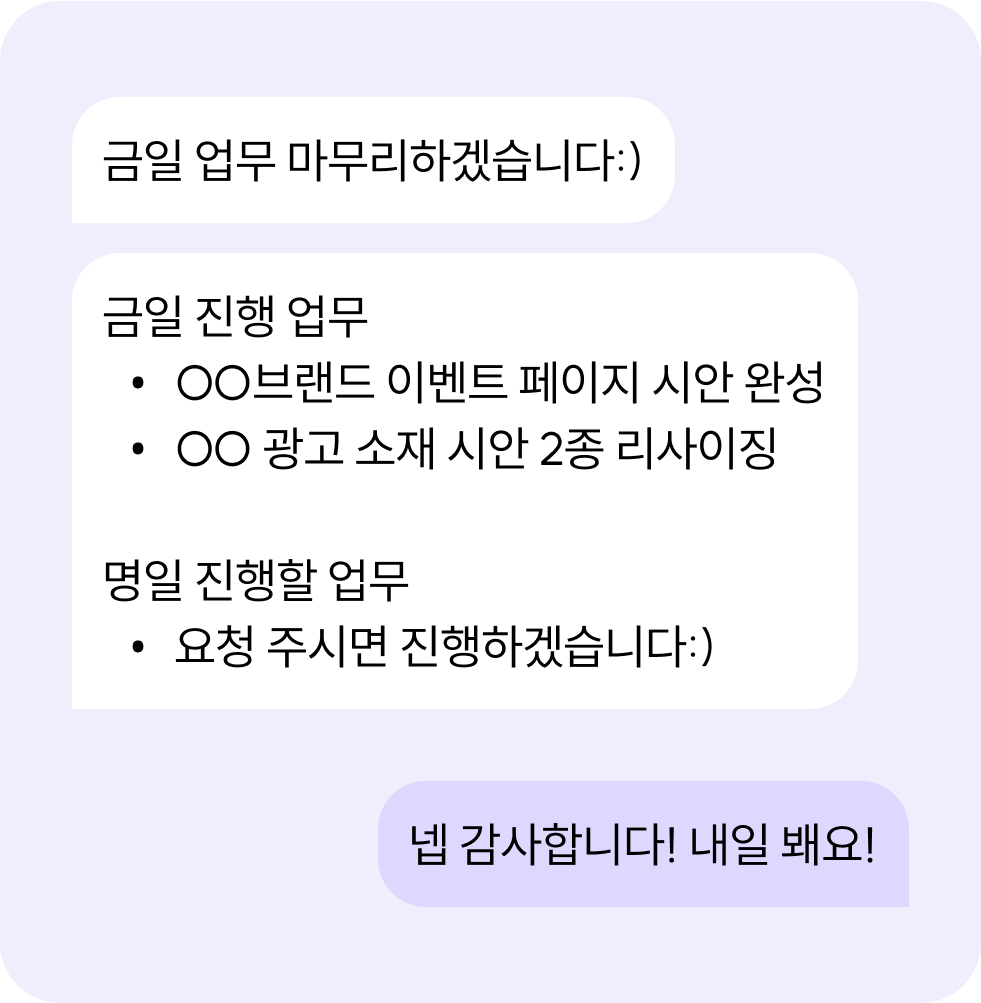 금일 업무 마무리하겠습니다:)
금일 진행 업무
• ○○브랜드 이벤트 페이지 시안 완성
• ○○ 광고 소재 시안 2종 리사이징
명일 진행할 업무
• 요청 주시면 진행하겠습니다:)
넵 감사합니다! 내일 봬요!